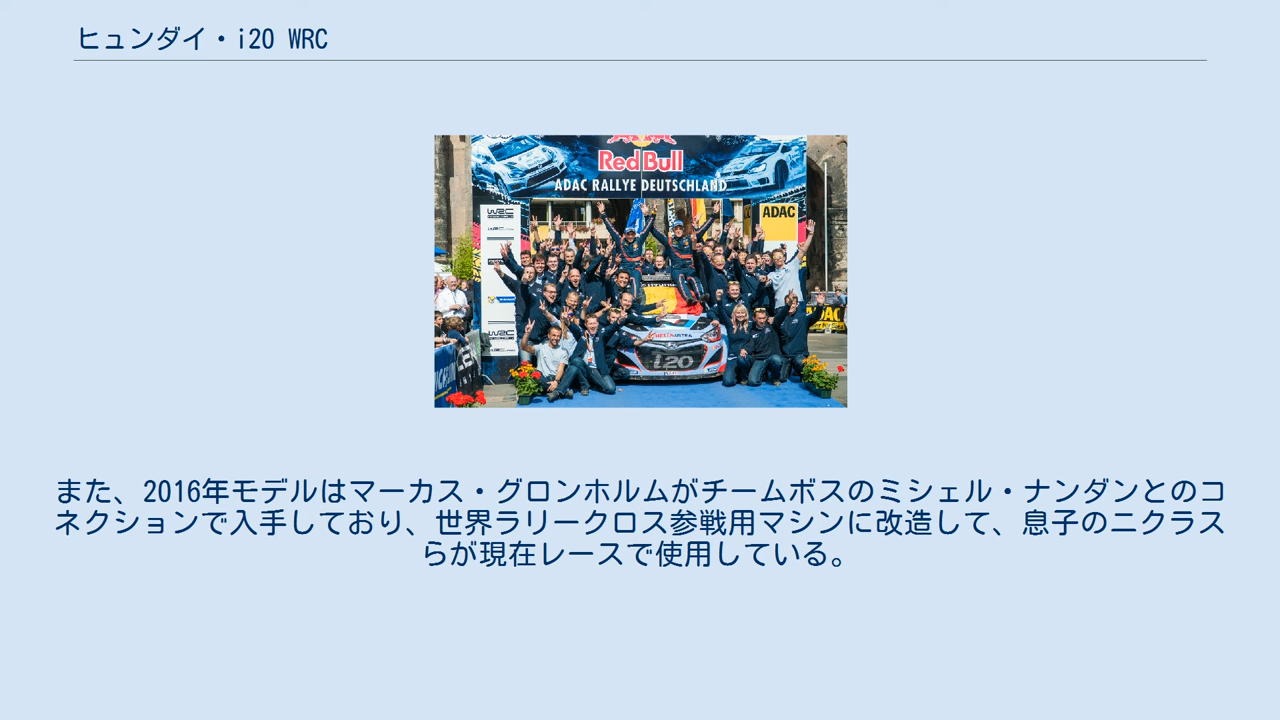 ヒュンダイ・i20 WRC
Red Bull
ADAC RALLYE DEUTSCHLAND
WRC
ADAC
ADAC
i20
WRC
また、2016年モデルはマーカス・グロンホルムがチームボスのミシェル・ナンダンとのコ
ネクションで入手しており、世界ラリークロス参戦用マシンに改造して、息子のニクラス
らが現在レースで使用している。